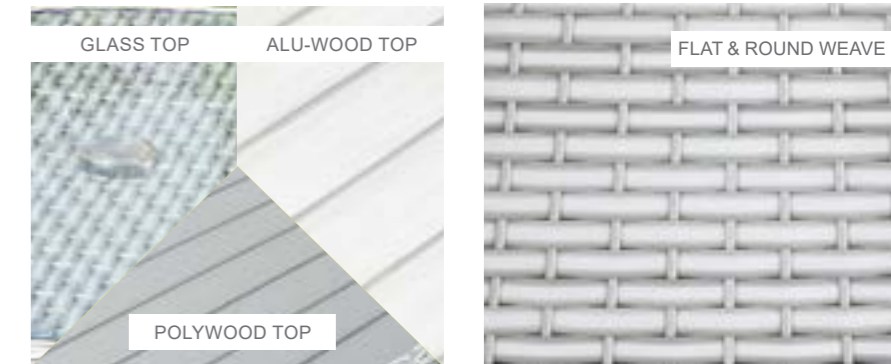 GLASS TOP
ALU-WOOD TOP
FLAT & ROUND WEAVE
POLYWOOD TOP